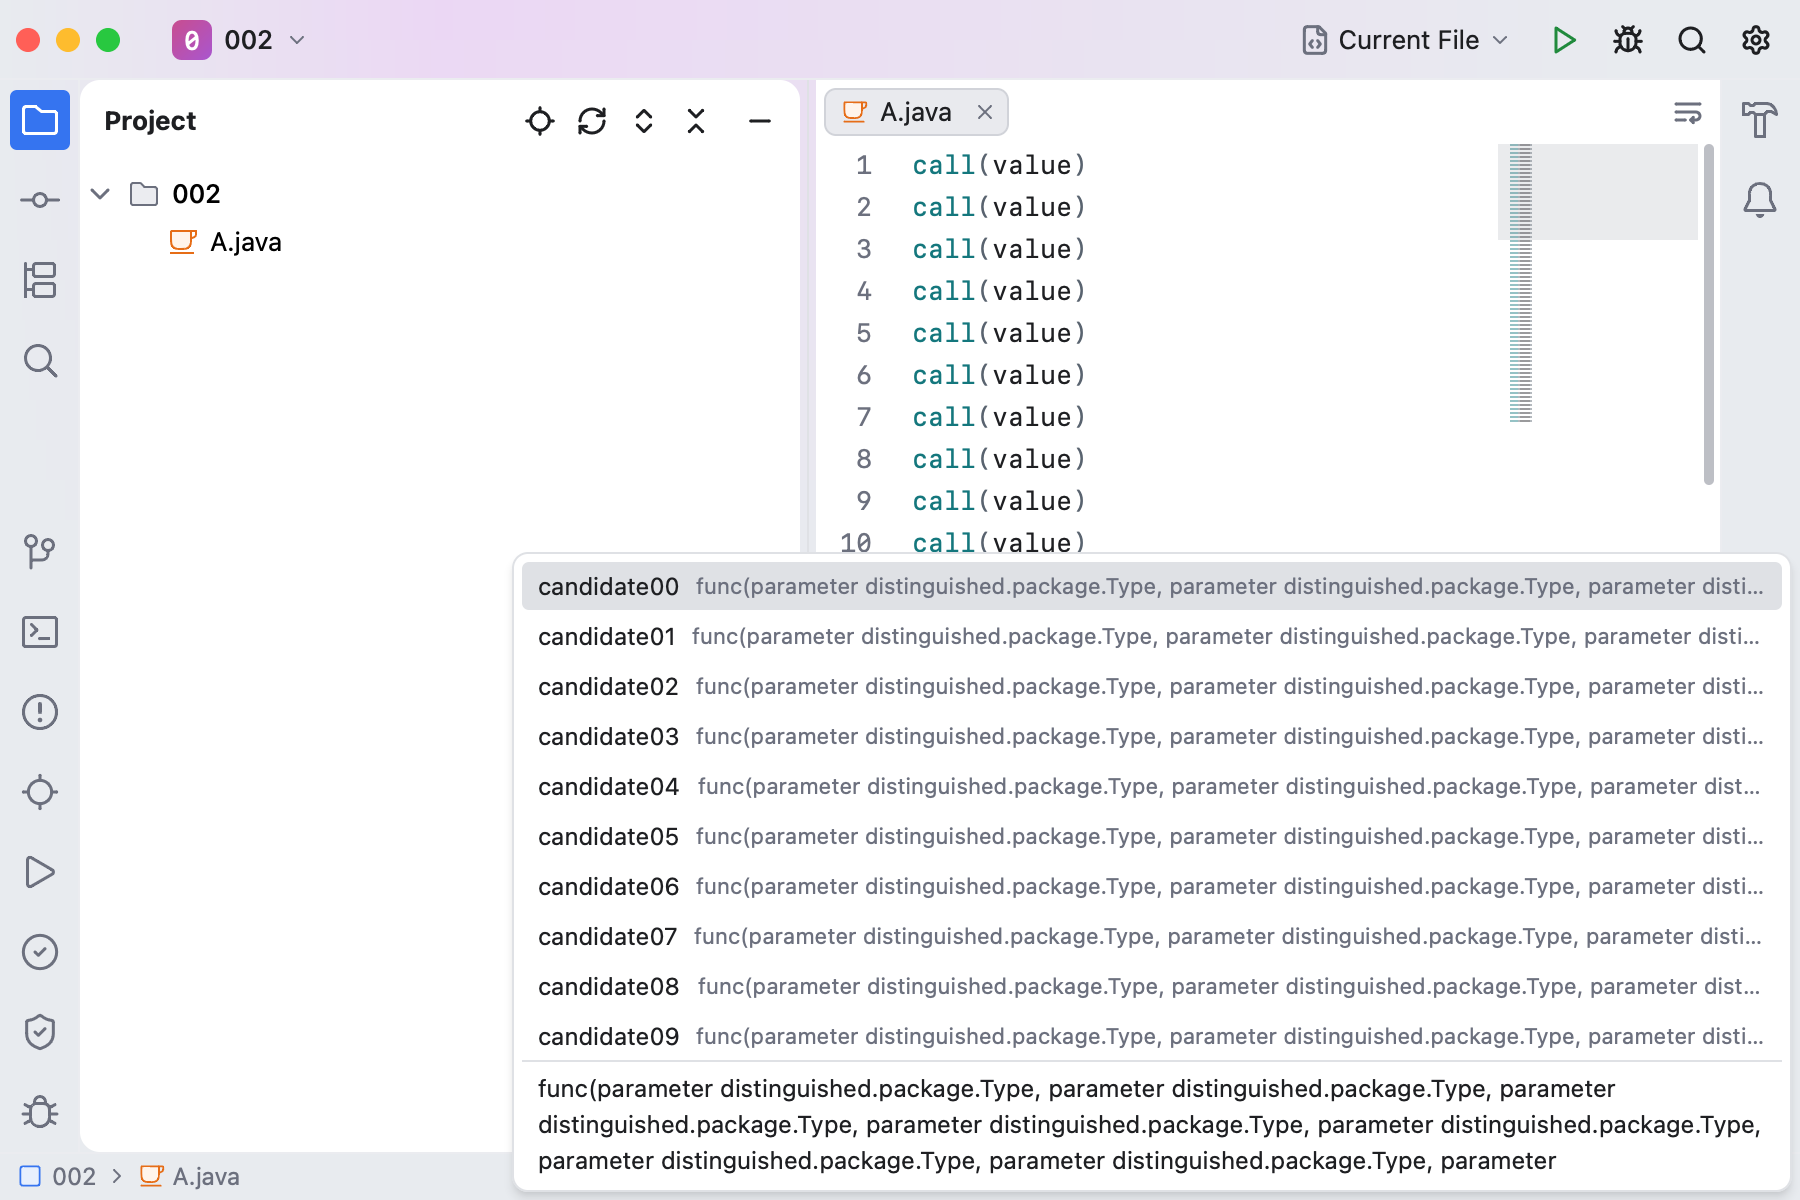 0 002 Current File
Project
002
A.java
A.java
1 call(value)
2 call(value)
3 call(value)
4 call(value)
5 call(value)
6 call(value)
7 call(value)
8 call(value)
9 call(value)
10 call(value)
candidate00 func(parameter distinguished.package.Type, parameter distinguished.package.Type, parameter disti...
candidate01 func(parameter distinguished.package.Type, parameter distinguished.package.Type, parameter disti...
candidate02 func(parameter distinguished.package.Type, parameter distinguished.package.Type, parameter disti...
candidate03 func(parameter distinguished.package.Type, parameter distinguished.package.Type, parameter disti...
candidate04 func(parameter distinguished.package.Type, parameter distinguished.package.Type, parameter dist...
candidate05 func(parameter distinguished.package.Type, parameter distinguished.package.Type, parameter disti...
candidate06 func(parameter distinguished.package.Type, parameter distinguished.package.Type, parameter disti...
candidate07 func(parameter distinguished.package.Type, parameter distinguished.package.Type, parameter disti...
candidate08 func(parameter distinguished.package.Type, parameter distinguished.package.Type, parameter dist...
candidate09 func(parameter distinguished.package.Type, parameter distinguished.package.Type, parameter disti...
func(parameter distinguished.package.Type, parameter distinguished.package.Type, parameter
distinguished.package.Type, parameter distinguished.package.Type, parameter distinguished.package.Type,
parameter distinguished.package.Type, parameter distinguished.package.Type, parameter
002 > A.java